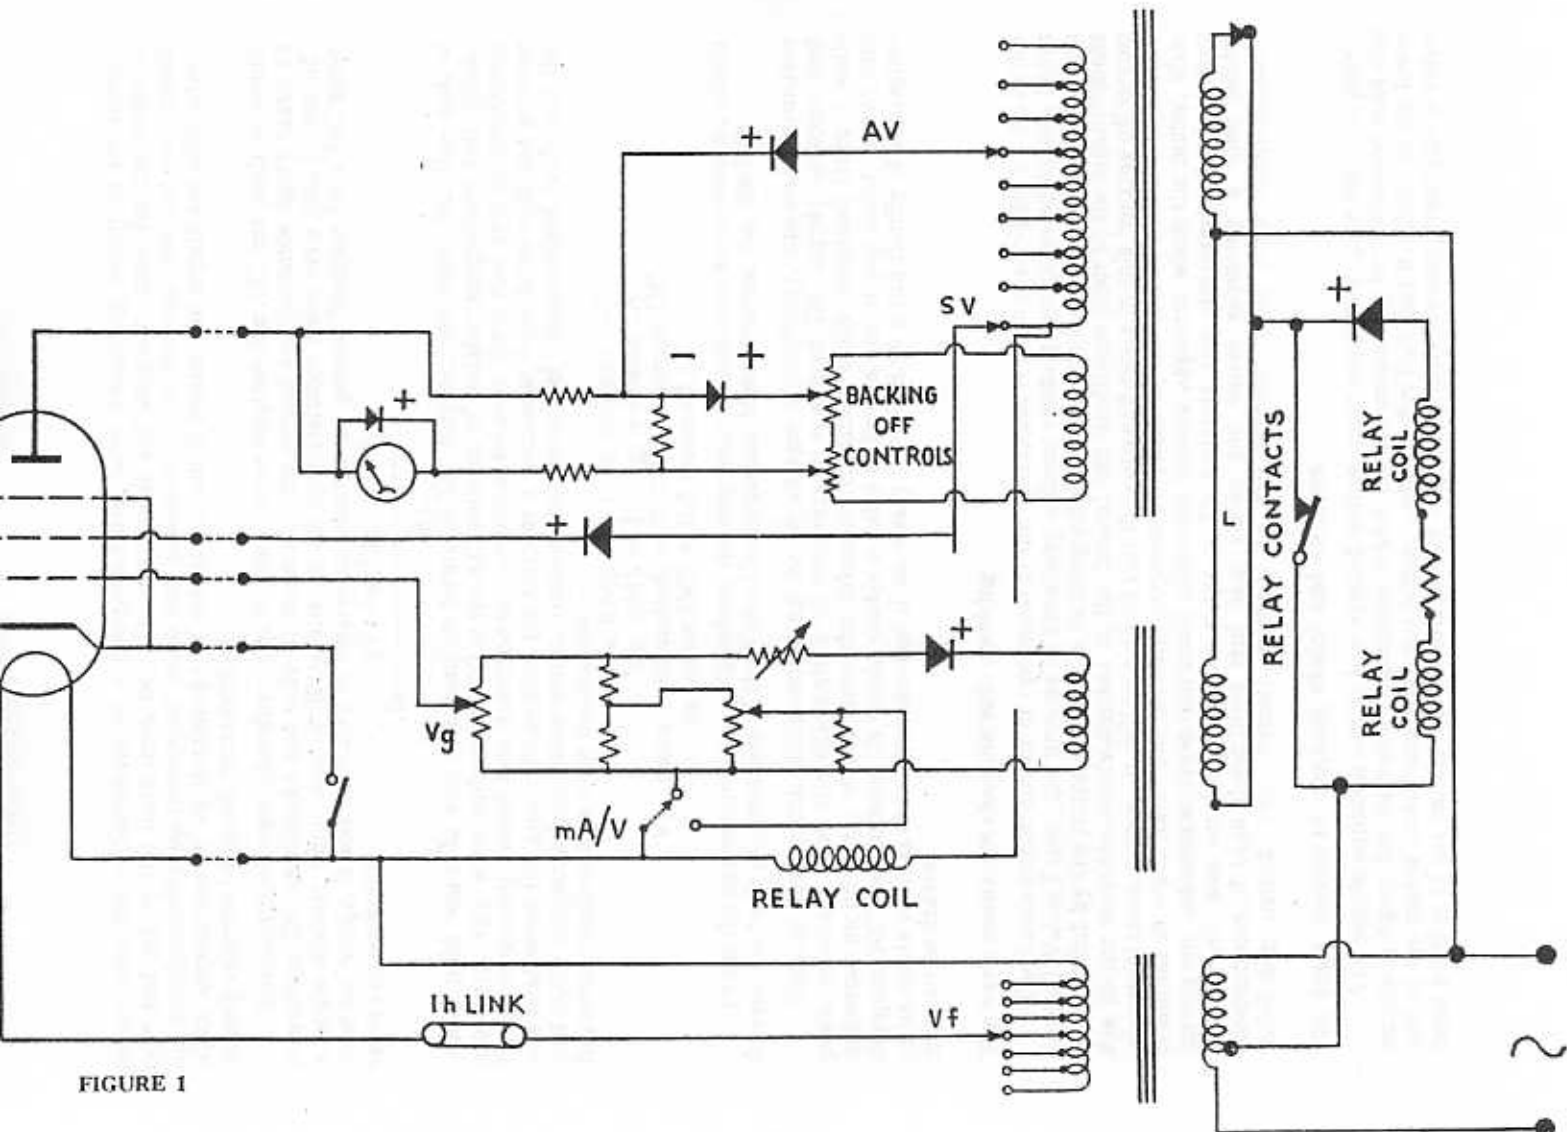 AV
+
SV
- +
+
BACKING
OFF
CONTROLS
+
RELAY CONTACTS
RELAY
COIL
RELAY
COIL
+
+
Vg
mA/V
RELAY COIL
Ih LINK
Vf
FIGURE 1